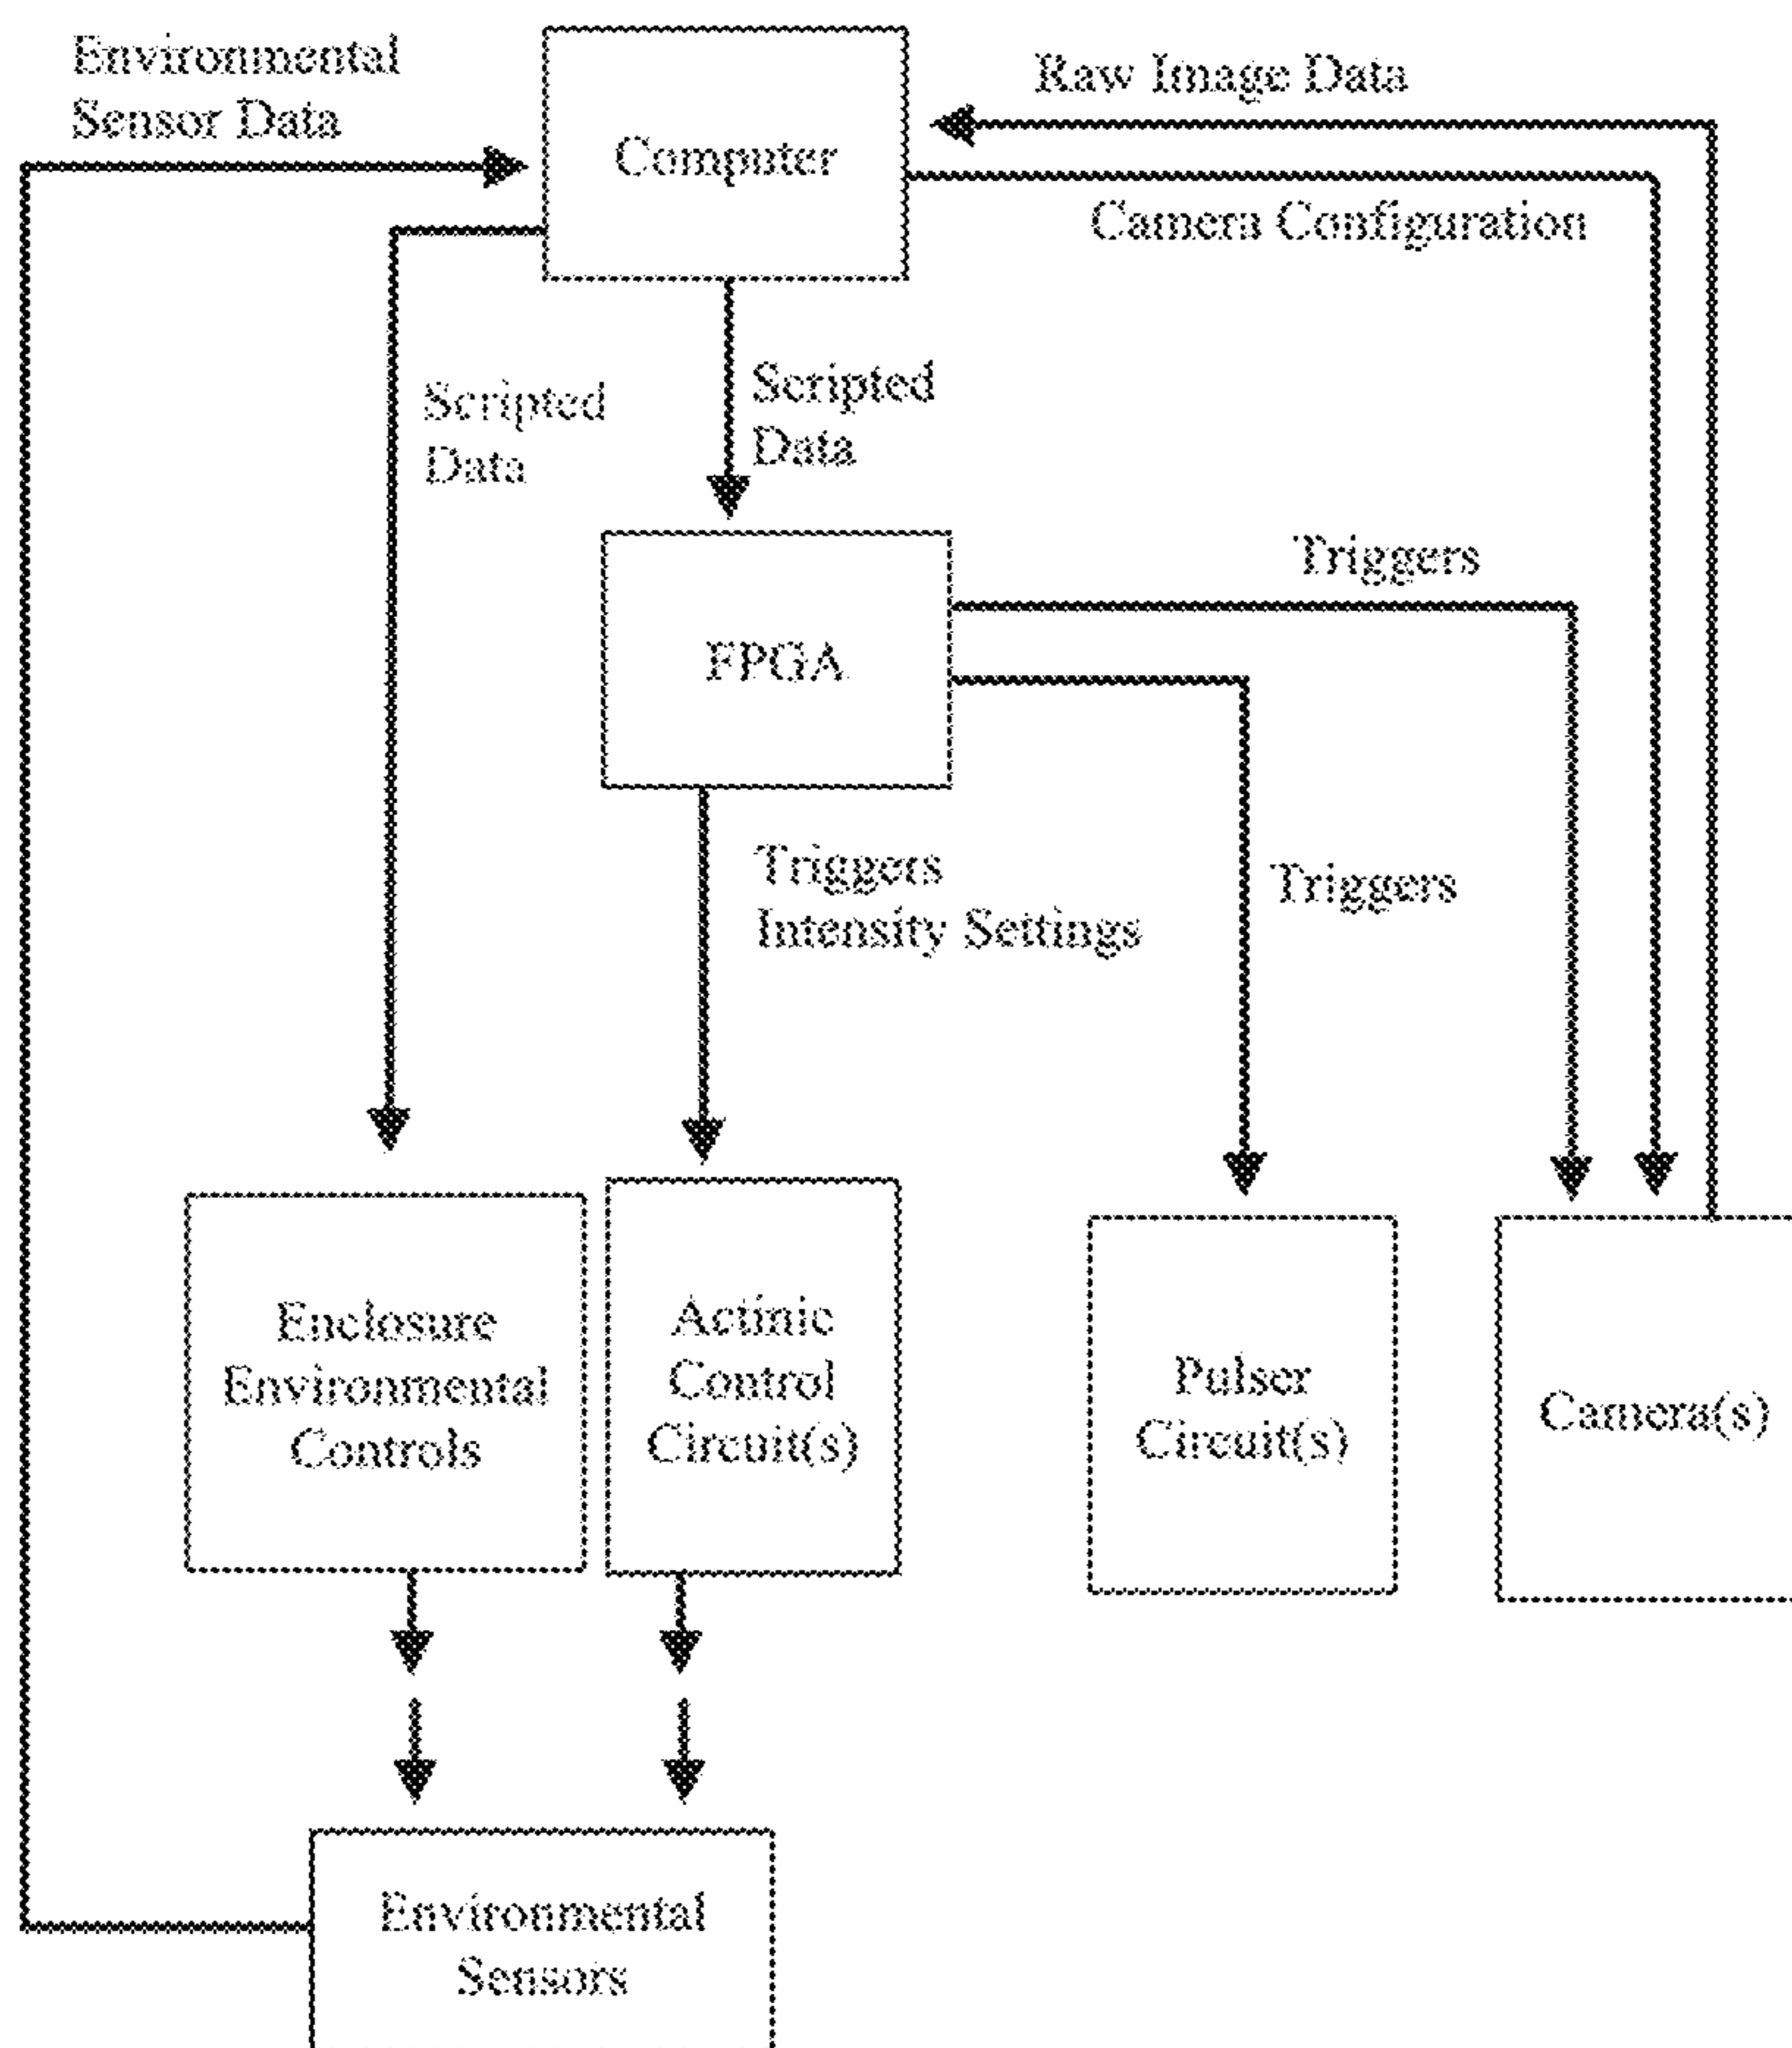 Environmental
Sensor Data
Computer
Raw Image Data
Camera Configuration
Scripted
Data
Scripted
Data
FPGA
Triggers
Triggers
Intensity Settings
Triggers
Enclosure
Environmental
Controls
Actinic
Control
Circuit(s)
Pulser
Circuit(s)
Camera(s)
Environmental
Sensors